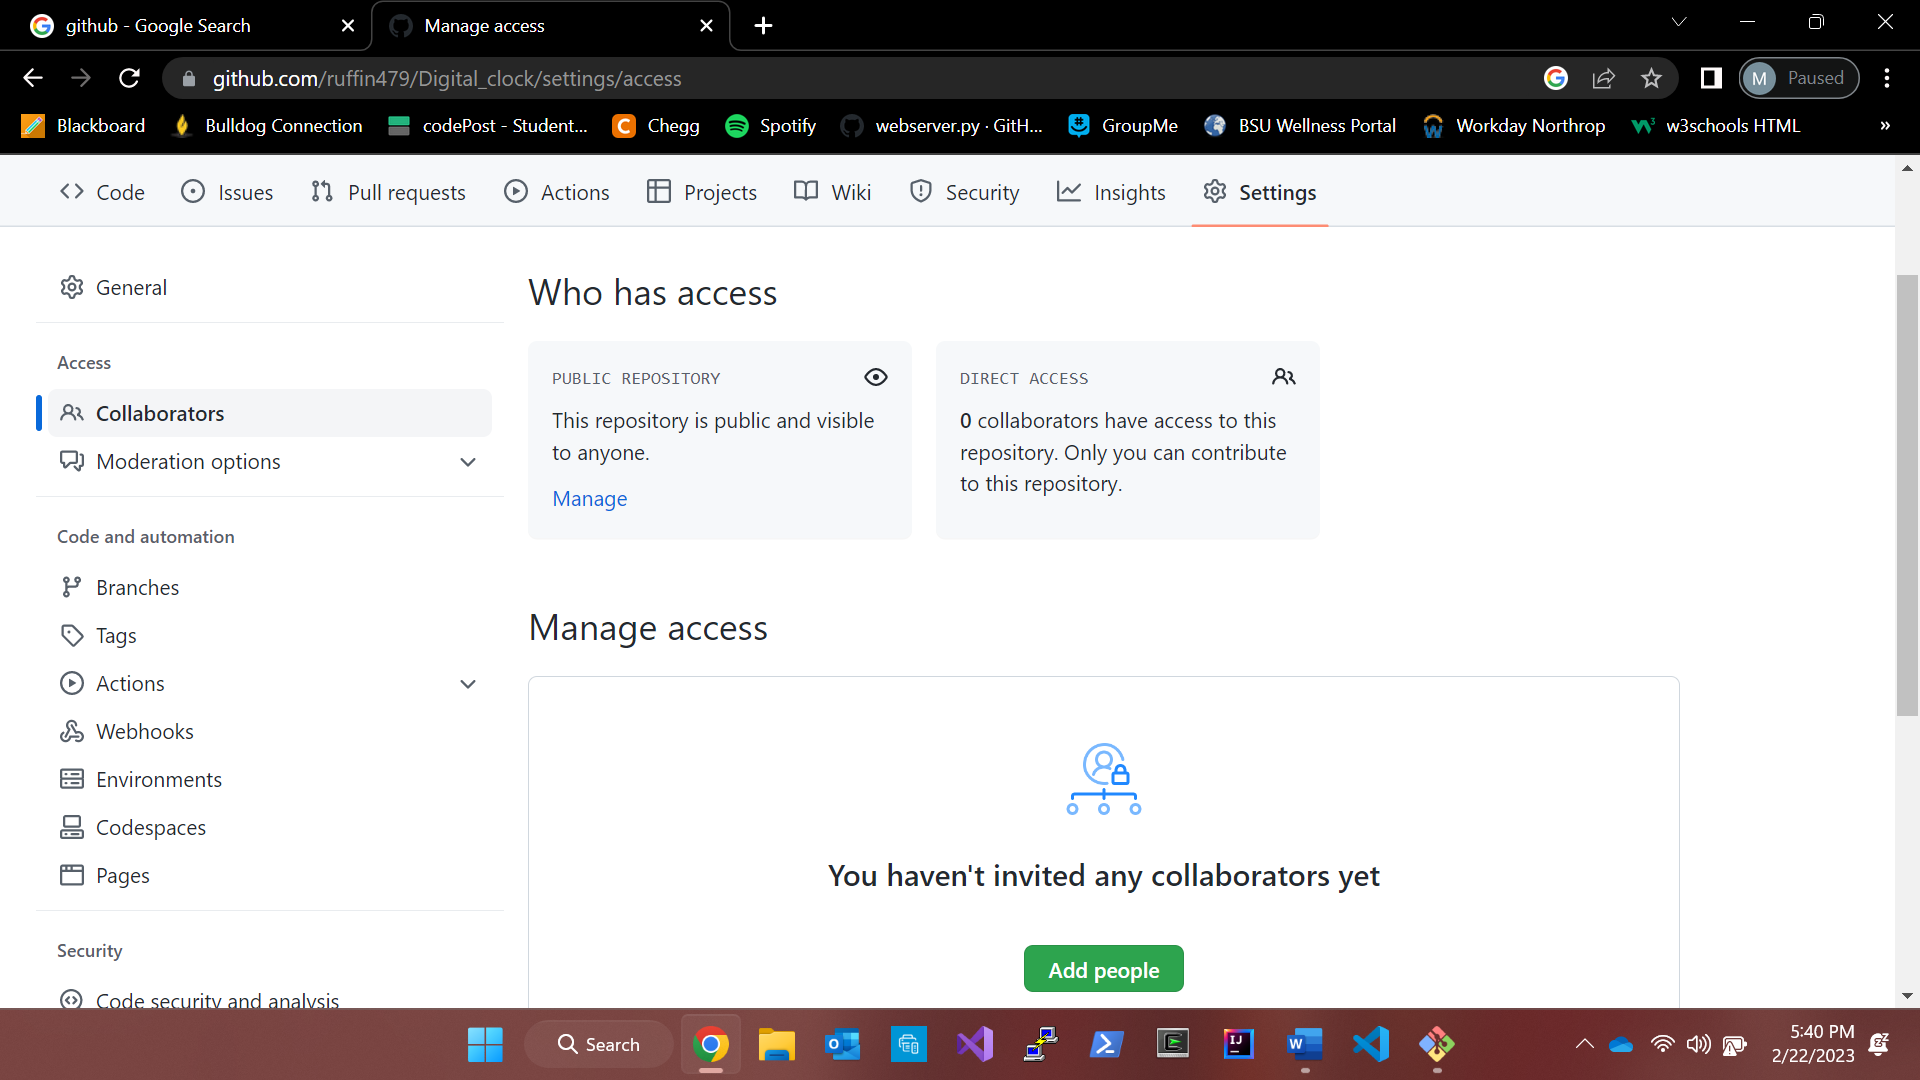 github - Google Search
Manage access
github.com/ruffin479/Digital_clock/settings/access
M Paused
Blackboard
Bulldog Connection
codePost - Student...
Chegg
Spotify
webserver.py · GitH...
GroupMe
BSU Wellness Portal
Workday Northrop
w3schools HTML
»
Code
Issues
Pull requests
Actions
Projects
Wiki
Security
Insights
Settings
General
Access
Collaborators
Moderation options
Code and automation
Branches
Tags
Actions
Webhooks
Environments
Codespaces
Pages
Security
Code security and analysis
Who has access
PUBLIC REPOSITORY
This repository is public and visible
to anyone.
Manage
DIRECT ACCESS
0 collaborators have access to this
repository. Only you can contribute
to this repository.
Manage access
You haven't invited any collaborators yet
Add people
Search
5:40 PM
2/22/2023